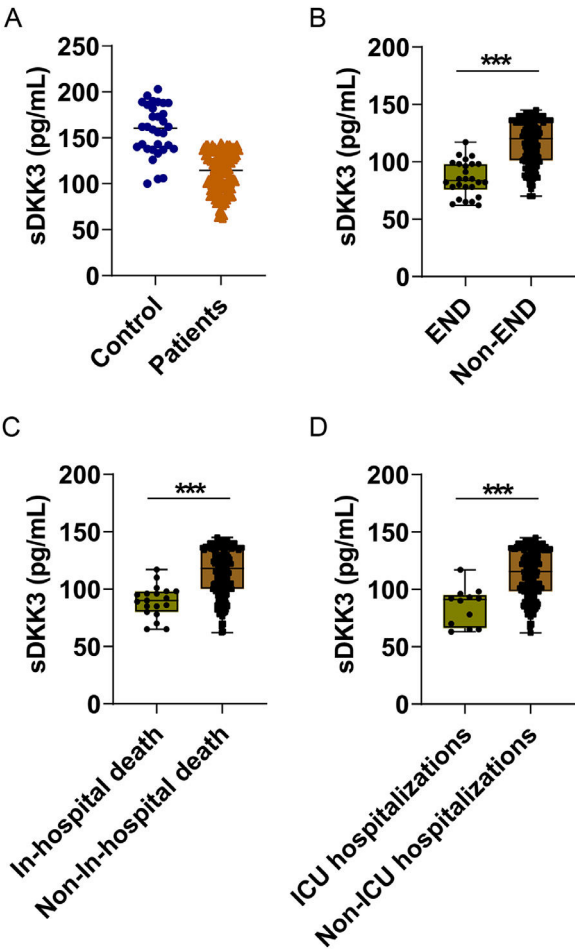 A
sDKK3 (pg/mL)
250
200
150
100
50
0
Control
Patients
B
sDKK3 (pg/mL)
200
150
100
50
0
***
END
Non-END
C
sDKK3 (pg/mL)
200
150
100
50
0
***
In-hospital death
Non-In-hospital death
D
sDKK3 (pg/mL)
200
150
100
50
0
***
ICU hospitalizations
Non-ICU hospitalizations